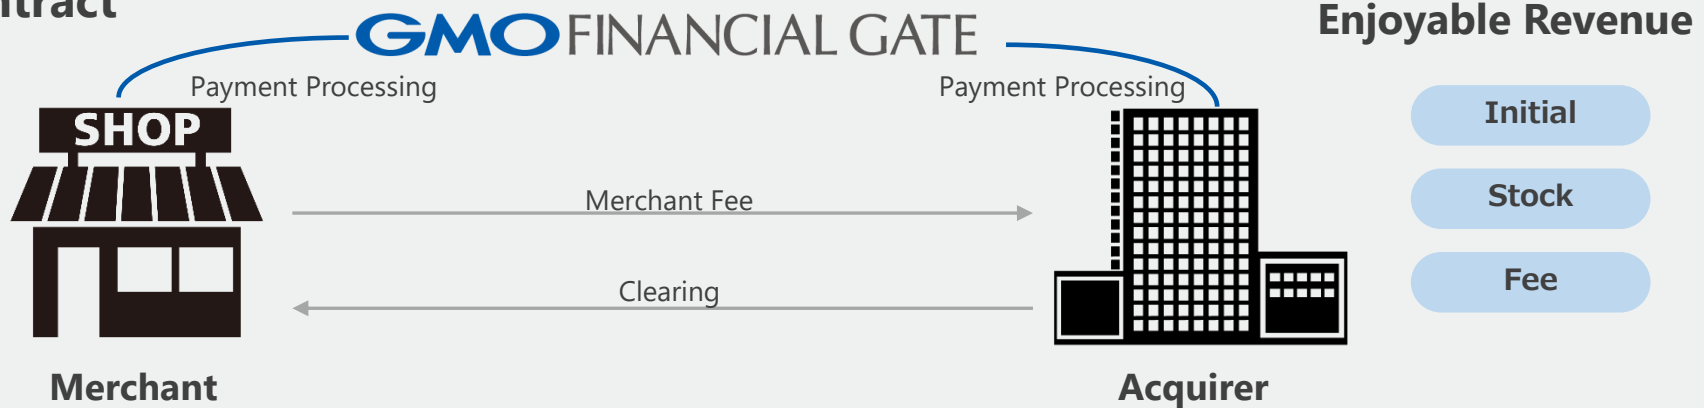 GMO FINANCIAL GATE
Enjoyable Revenue
Payment Processing
Payment Processing
SHOP
Initial
Merchant Fee
Stock
Clearing
Fee
Merchant
Acquirer